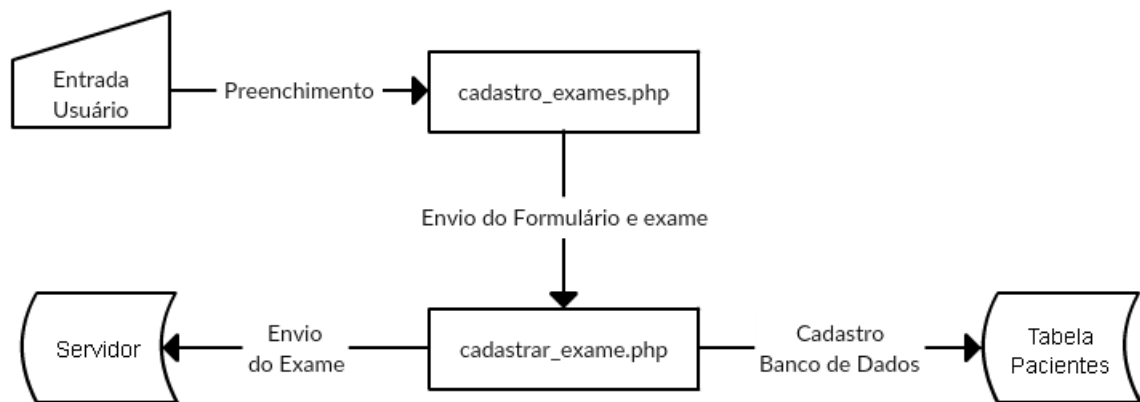 Entrada
Usuário
Preenchimento
cadastro_exames.php
Envio do Formulário e exame
Servidor
Envio
do Exame
cadastrar_exame.php
Cadastro
Banco de Dados
Tabela
Pacientes